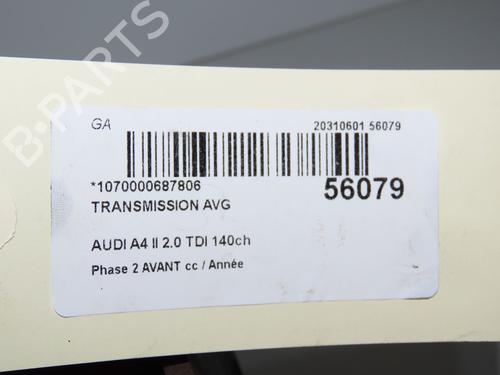 B-PARTS
GA
20310601 56079
*1070000687806
56079
TRANSMISSION AVG
AUDI A4 II 2.0 TDI 140ch
Phase 2 AVANT cc / Année